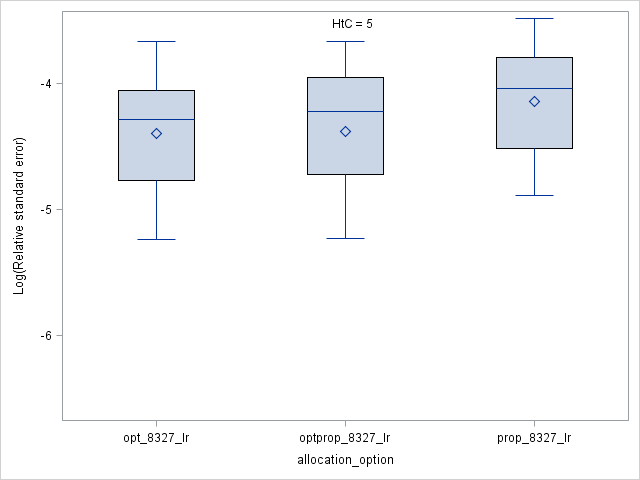 HtC = 5
-4
-5
-6
Log(Relative standard error)
opt_8327_lr
optprop_8327_lr
prop_8327_lr
allocation_option